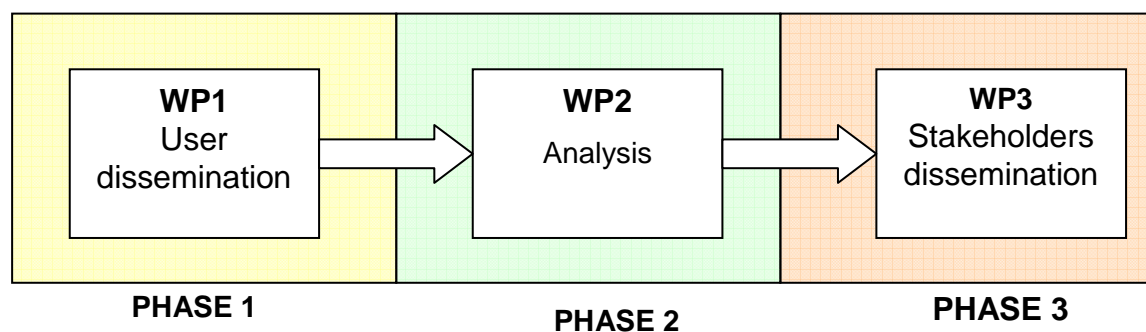 WP1
User
dissemination
WP2
Analysis
WP3
Stakeholders
dissemination
PHASE 1
PHASE 2
PHASE 3